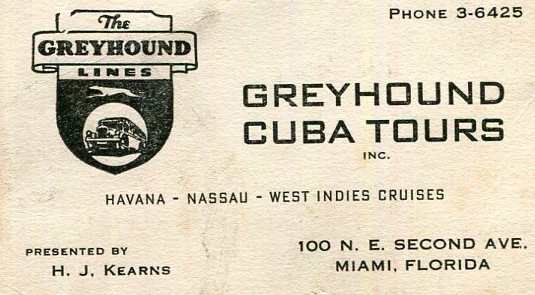 Phone 3-6425
The
GREYHOUND
LINES
GREYHOUND
CUBA TOURS
INC.
HAVANA - NASSAU - WEST INDIES CRUISES
PRESENTED BY
H. J. Kearns
100 N. E. SECOND AVE.
MIAMI, FLORIDA